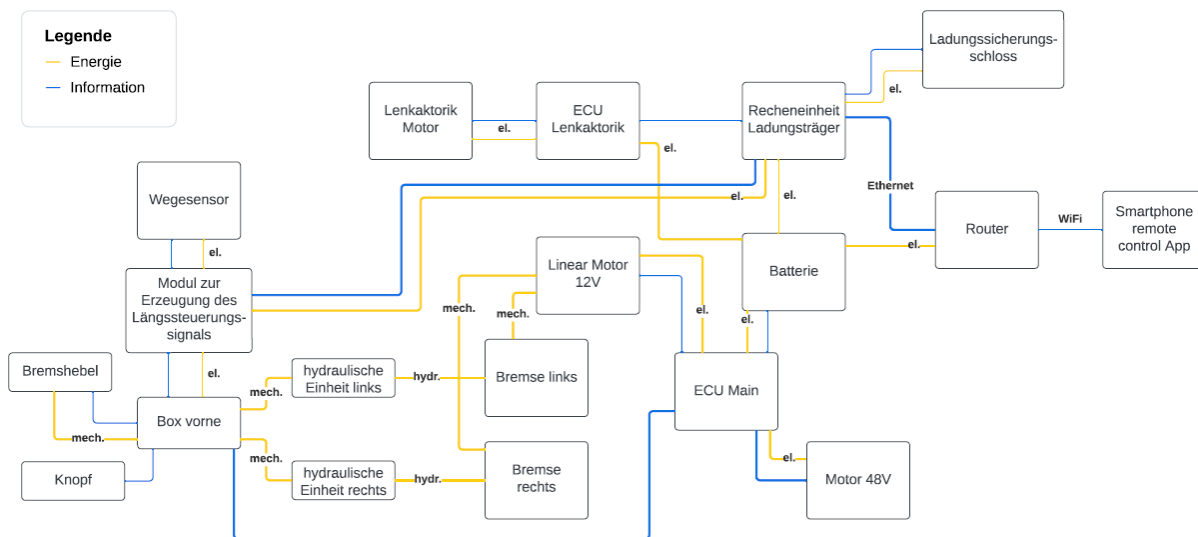 Legende
Energie
Information
Ladungssicherungs-
schloss
el.
Lenkaktorik
Motor
el.
ECU
Lenkaktorik
Recheneinheit
Ladungsträger
el.
el.
el.
Ethernet
Wegesensor
el.
Router
WiFi
Smartphone
remote
control App
el.
Batterie
Linear Motor
12V
Modul zur
Erzeugung des
Längssteuerungs-
signals
mech.
mech.
el.
el.
Bremshebel
el.
hydraulische
Einheit links
hydr.
Bremse links
ECU Main
mech.
Box vorne
mech.
mech.
Knopf
hydraulische
Einheit rechts
hydr.
Bremse
rechts
el.
Motor 48V